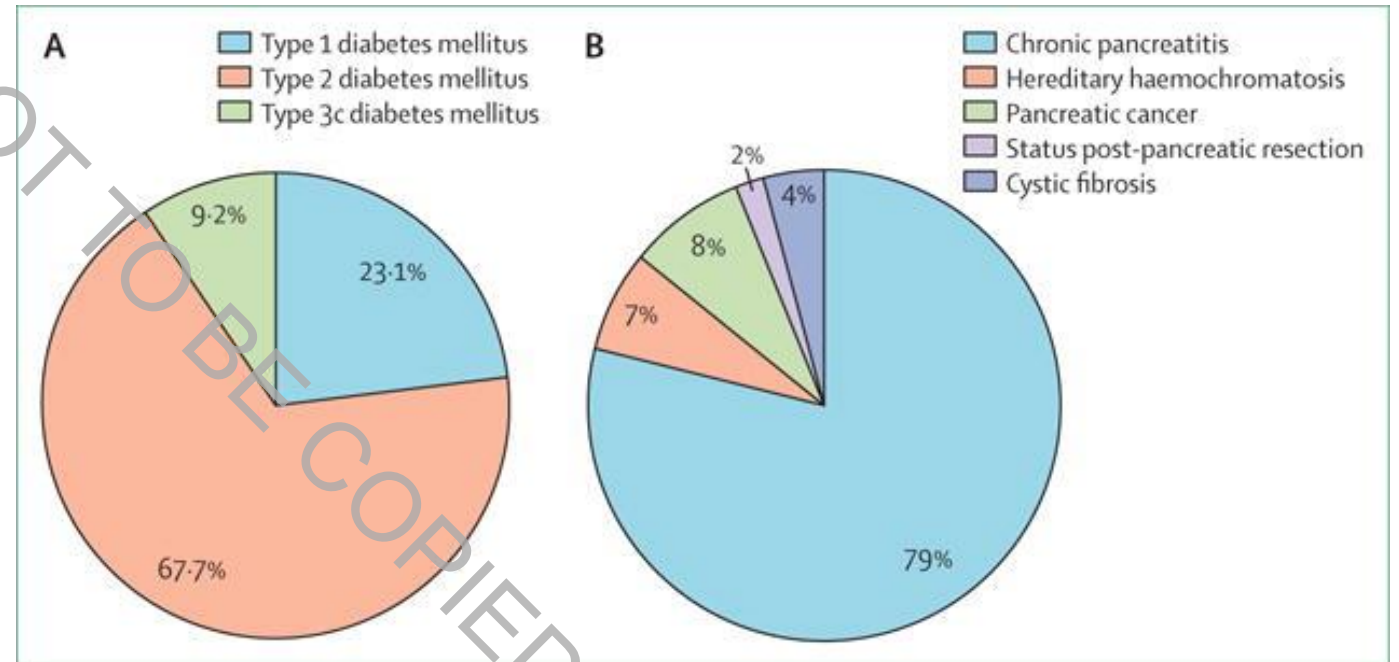 A
Type 1 diabetes mellitus
Type 2 diabetes mellitus
Type 3c diabetes mellitus
9·2%
23·1%
67·7%
B
Chronic pancreatitis
Hereditary haemochromatosis
Pancreatic cancer
Status post-pancreatic resection
Cystic fibrosis
2%
4%
8%
7%
79%
OT TO BE COPIED